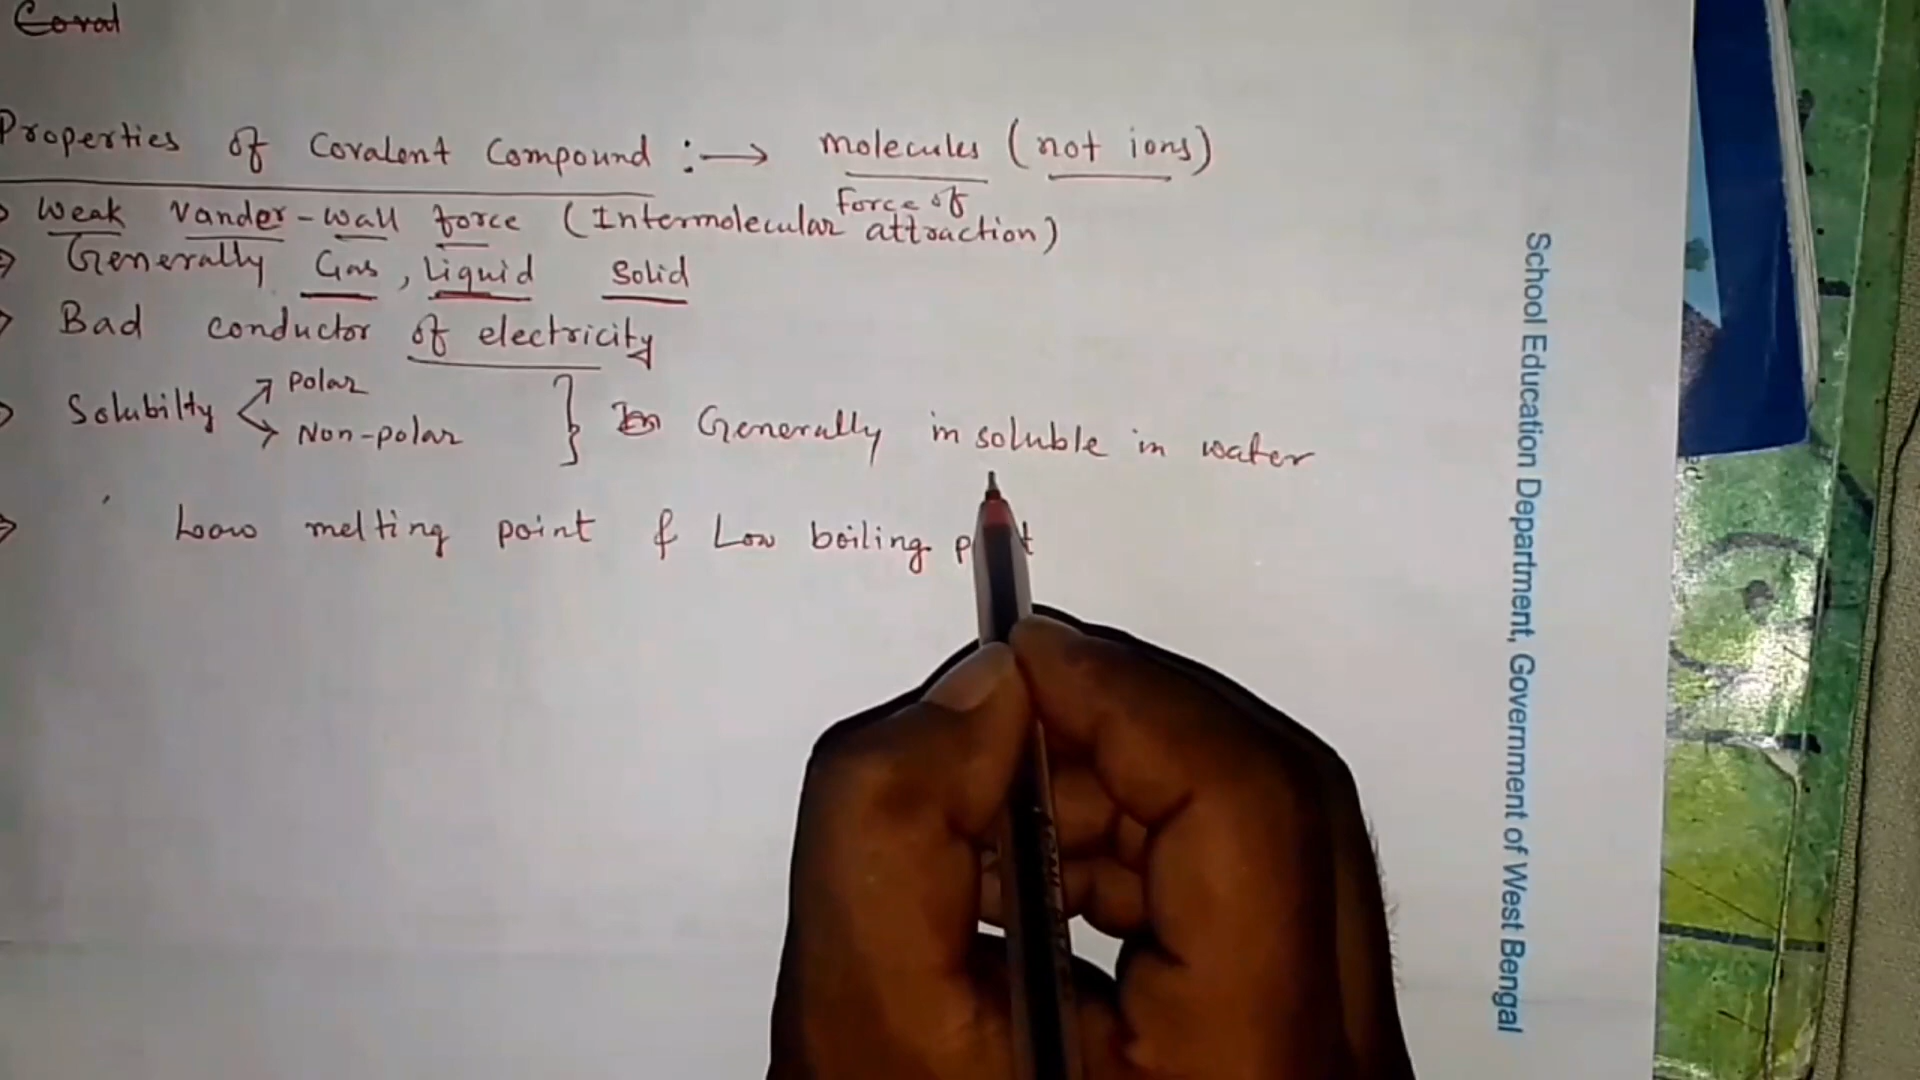 Coval
Properties of Covalent Compound :→ molecules (not ions)
Weak Vander-wall force (Intermolecular force of attraction)
Generally Gas, Liquid Solid
Bad conductor of electricity
Solubilty Polar
Non-polar
Generally insoluble in water
Low melting point & Low boiling
School Education Department, Government of West Bengal